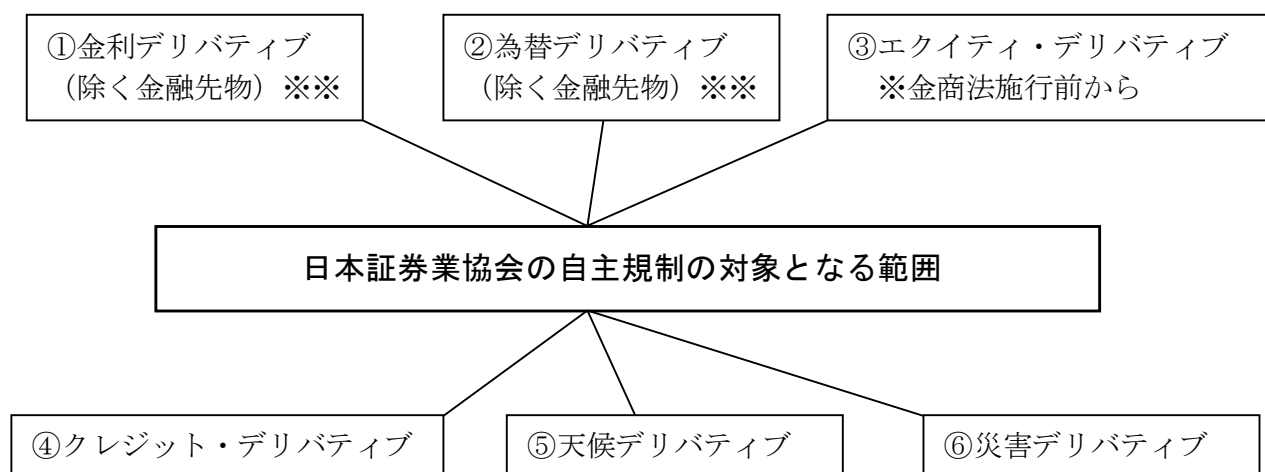 ①金利デリバティブ
（除く金融先物）※※
②為替デリバティブ
（除く金融先物）※※
③エクイティ・デリバティブ
※金商法施行前から
日本証券業協会の自主規制の対象となる範囲
④クレジット・デリバティブ
⑤天候デリバティブ
⑥災害デリバティブ